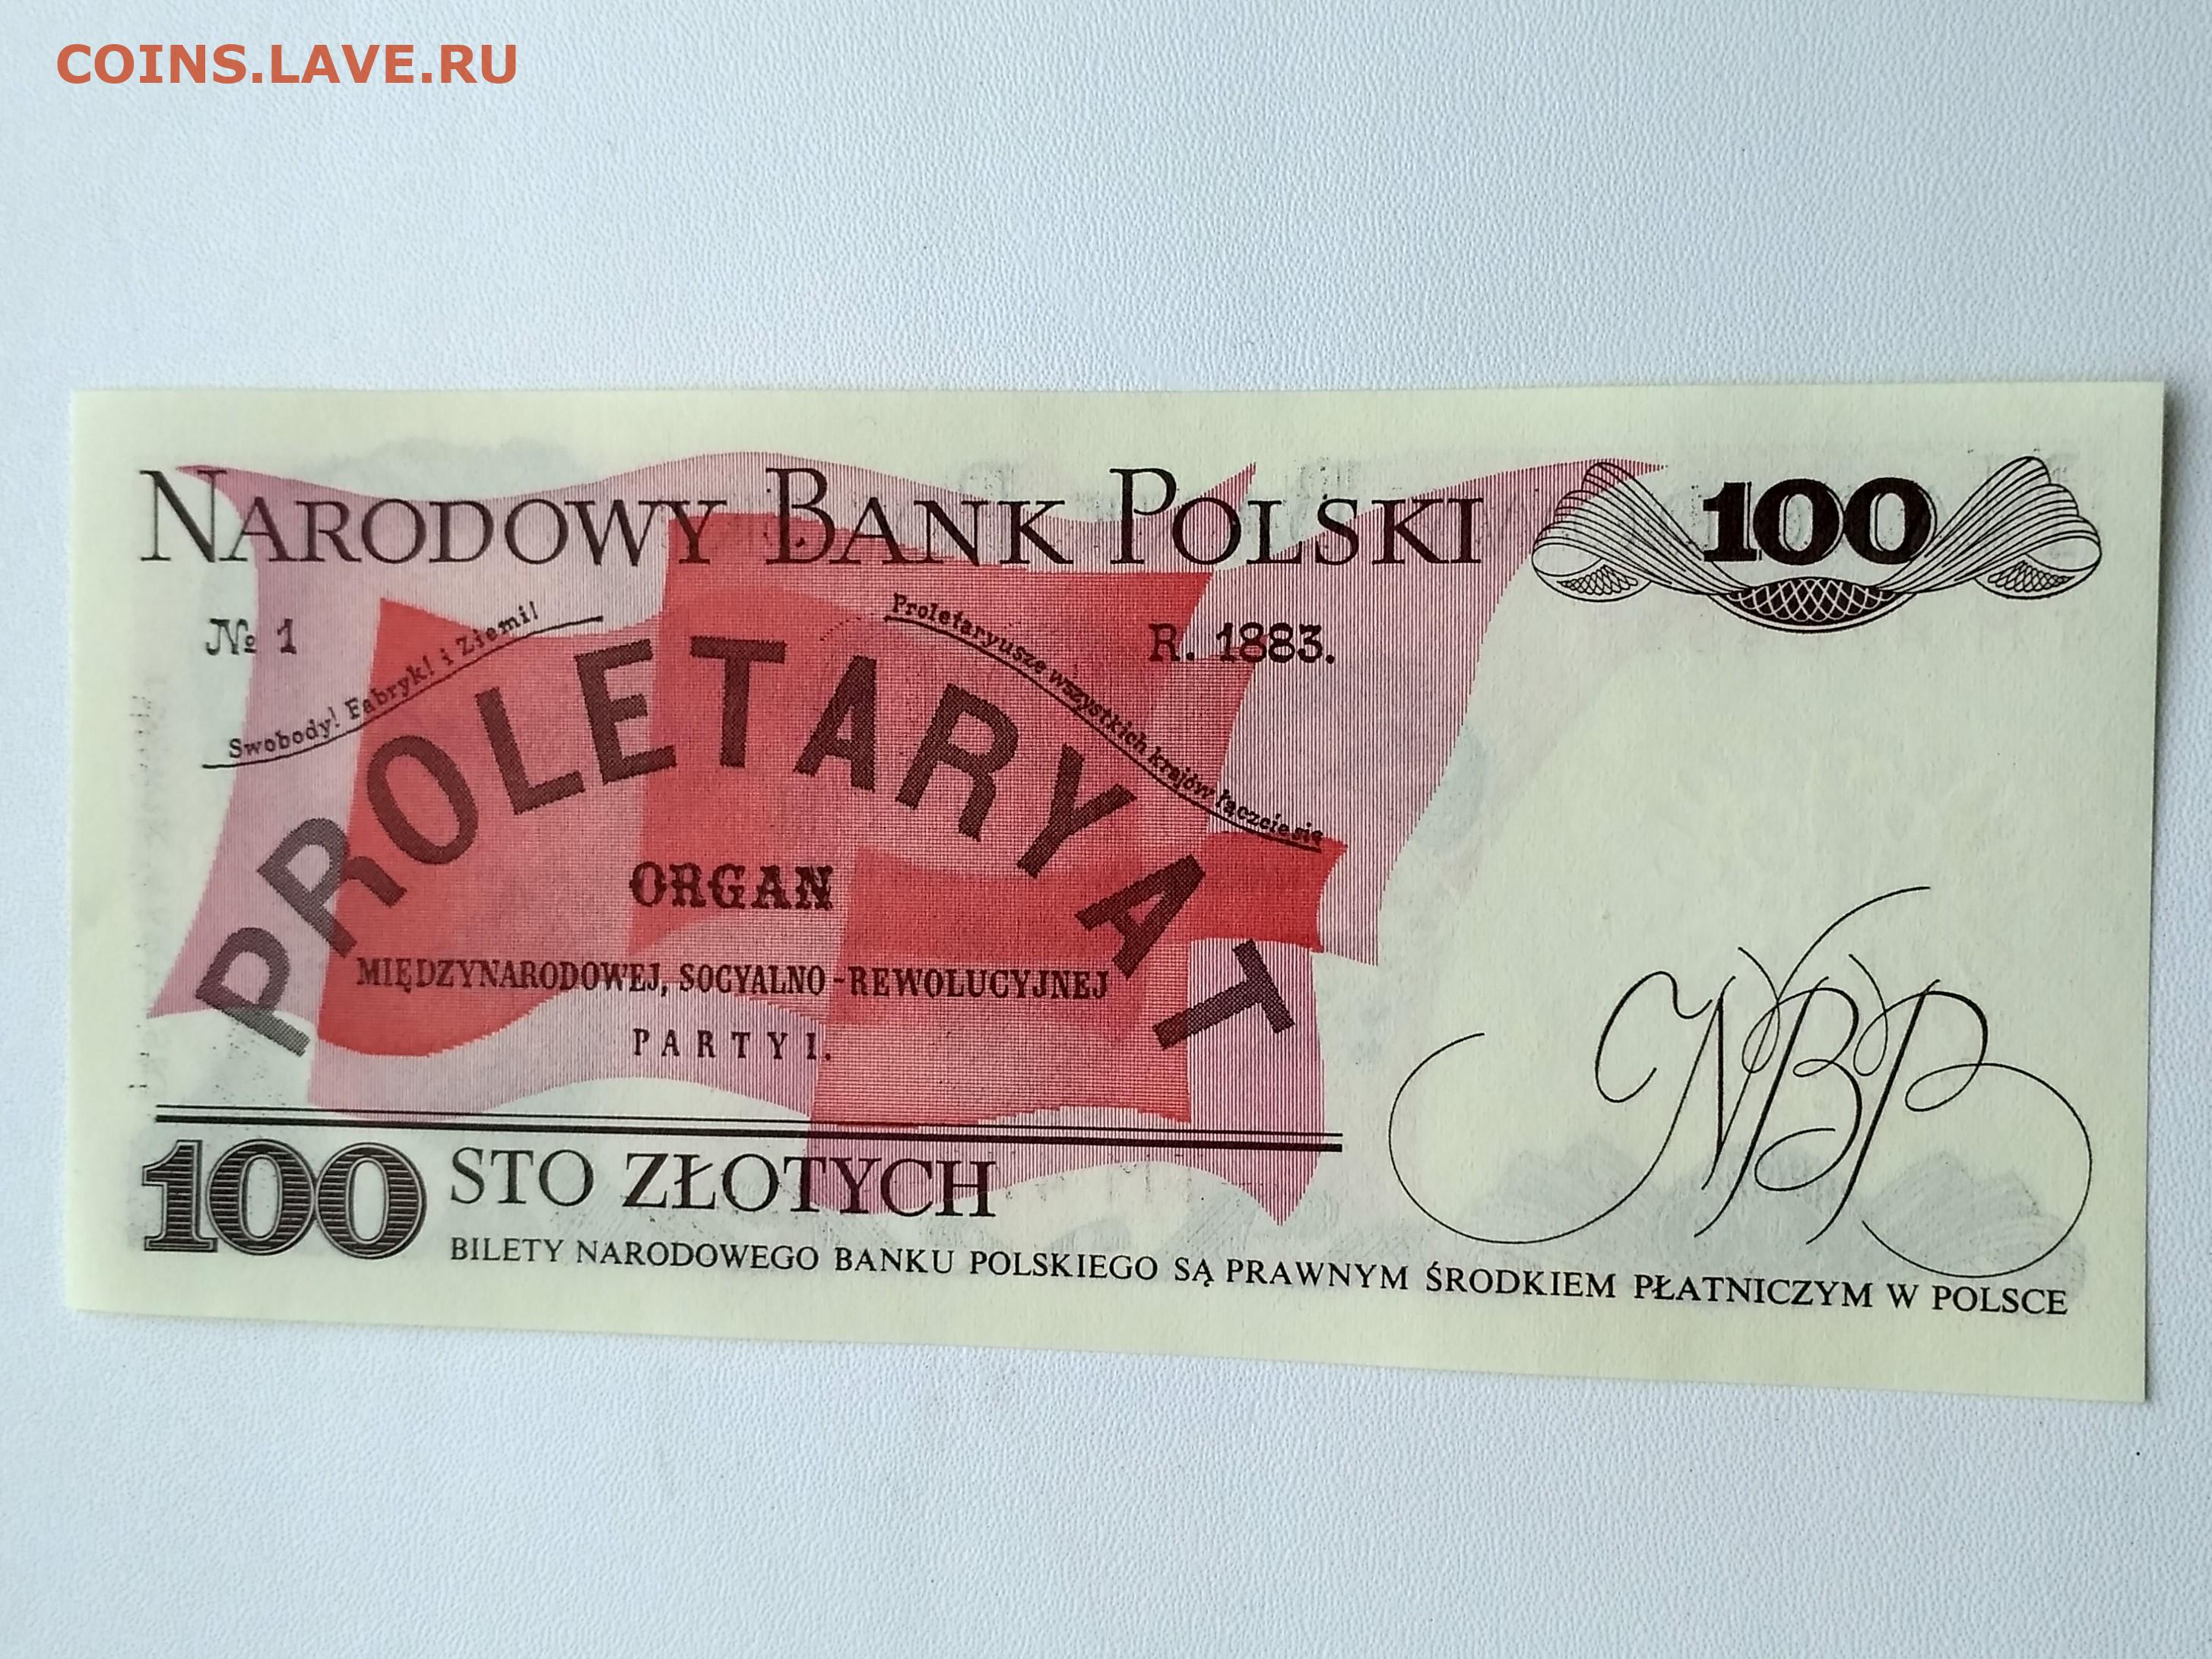 COINS.LAVE.RU
NARODOWY BANK POLSKI 100
№ 1
R. 1883.
Swobody! Fabryk! i Ziemi!
Proletaryusze wszystkich krajów łączcie się
PROLETARYAT
ORGAN
MIĘDZYNARODOWEJ, SOCYALNO-REWOLUCYJNEJ
PARTYI.
NBP
100 STO ZŁOTYCH
BILETY NARODOWEGO BANKU POLSKIEGO SĄ PRAWNYM ŚRODKIEM PŁATNICZYM W POLSCE